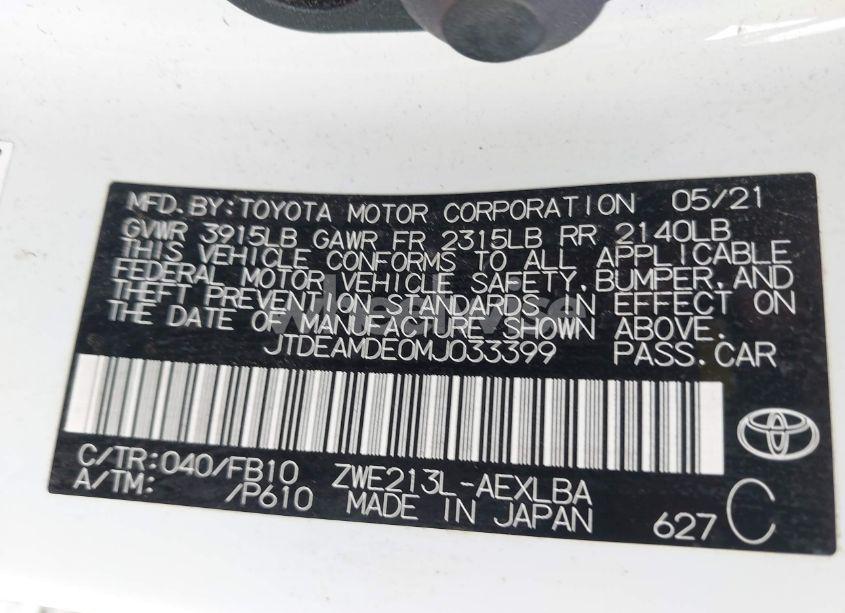 MFD.BY:TOYOTA MOTOR CORPORATION 05/21
GVWR 3915LB GAWR FR 2315LB RR 2140LB
THIS VEHICLE CONFORMS TO ALL APPLICABLE
FEDERAL MOTOR VEHICLE SAFETY, BUMPER, AND
THEFT PREVENTION STANDARDS IN EFFECT ON
THE DATE OF MANUFACTURE SHOWN ABOVE.
JTDEAMDE0MJ033399 PASS.CAR
C/TR:040/FB10 ZWE213L-AEXLBA
A/TM: /P610 MADE IN JAPAN 627 C